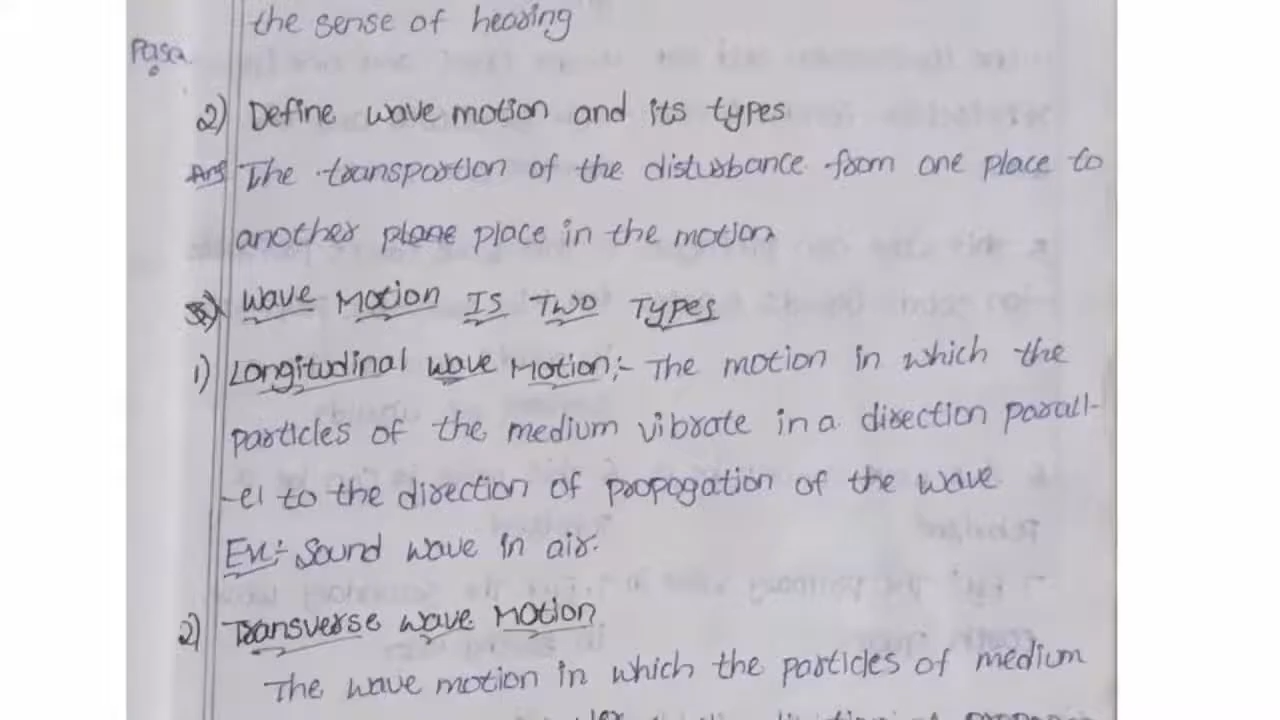 the sense of hearing
2) Define wave motion and its types
Ans The transportion of the disturbance from one place to
another plane place in the motion
Wave Motion Is Two Types
1) Longitudinal wave Motion:- The motion in which the
particles of the medium vibrate in a direction parall-
-el to the direction of propogation of the wave
Ex:- Sound wave in air.
2) Transverse wave Motion
The wave motion in which the particles of medium